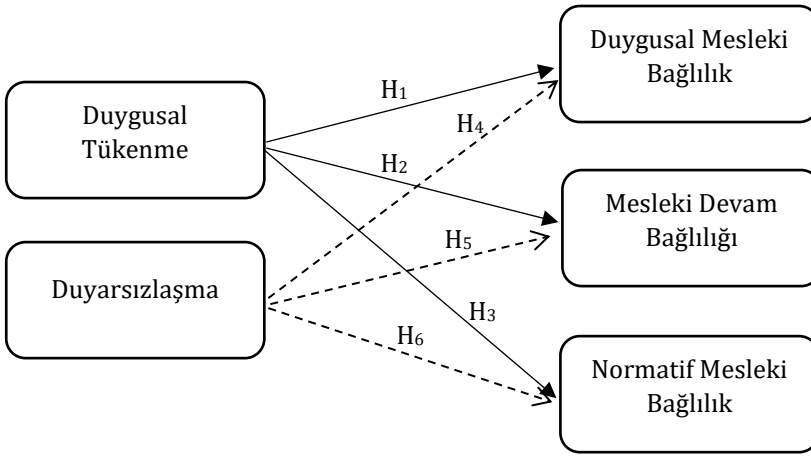 Duygusal Mesleki
Bağlılık
Duygusal
Tükenme
H1
H4
H2
Mesleki Devam
Bağlılığı
H5
Duyarsızlaşma
H3
H6
Normatif Mesleki
Bağlılık